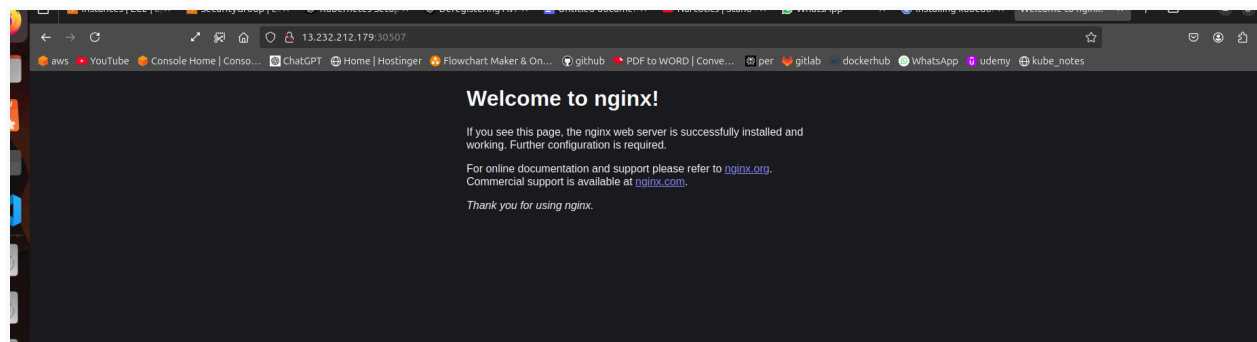 13.232.212.179:30507
aws YouTube Console Home | Conso... ChatGPT Home | Hostinger Flowchart Maker & On... github PDF to WORD | Conve... per gitlab dockerhub WhatsApp udemy kube_notes
Welcome to nginx!
If you see this page, the nginx web server is successfully installed and
working. Further configuration is required.
For online documentation and support please refer to nginx.org.
Commercial support is available at nginx.com.
Thank you for using nginx.